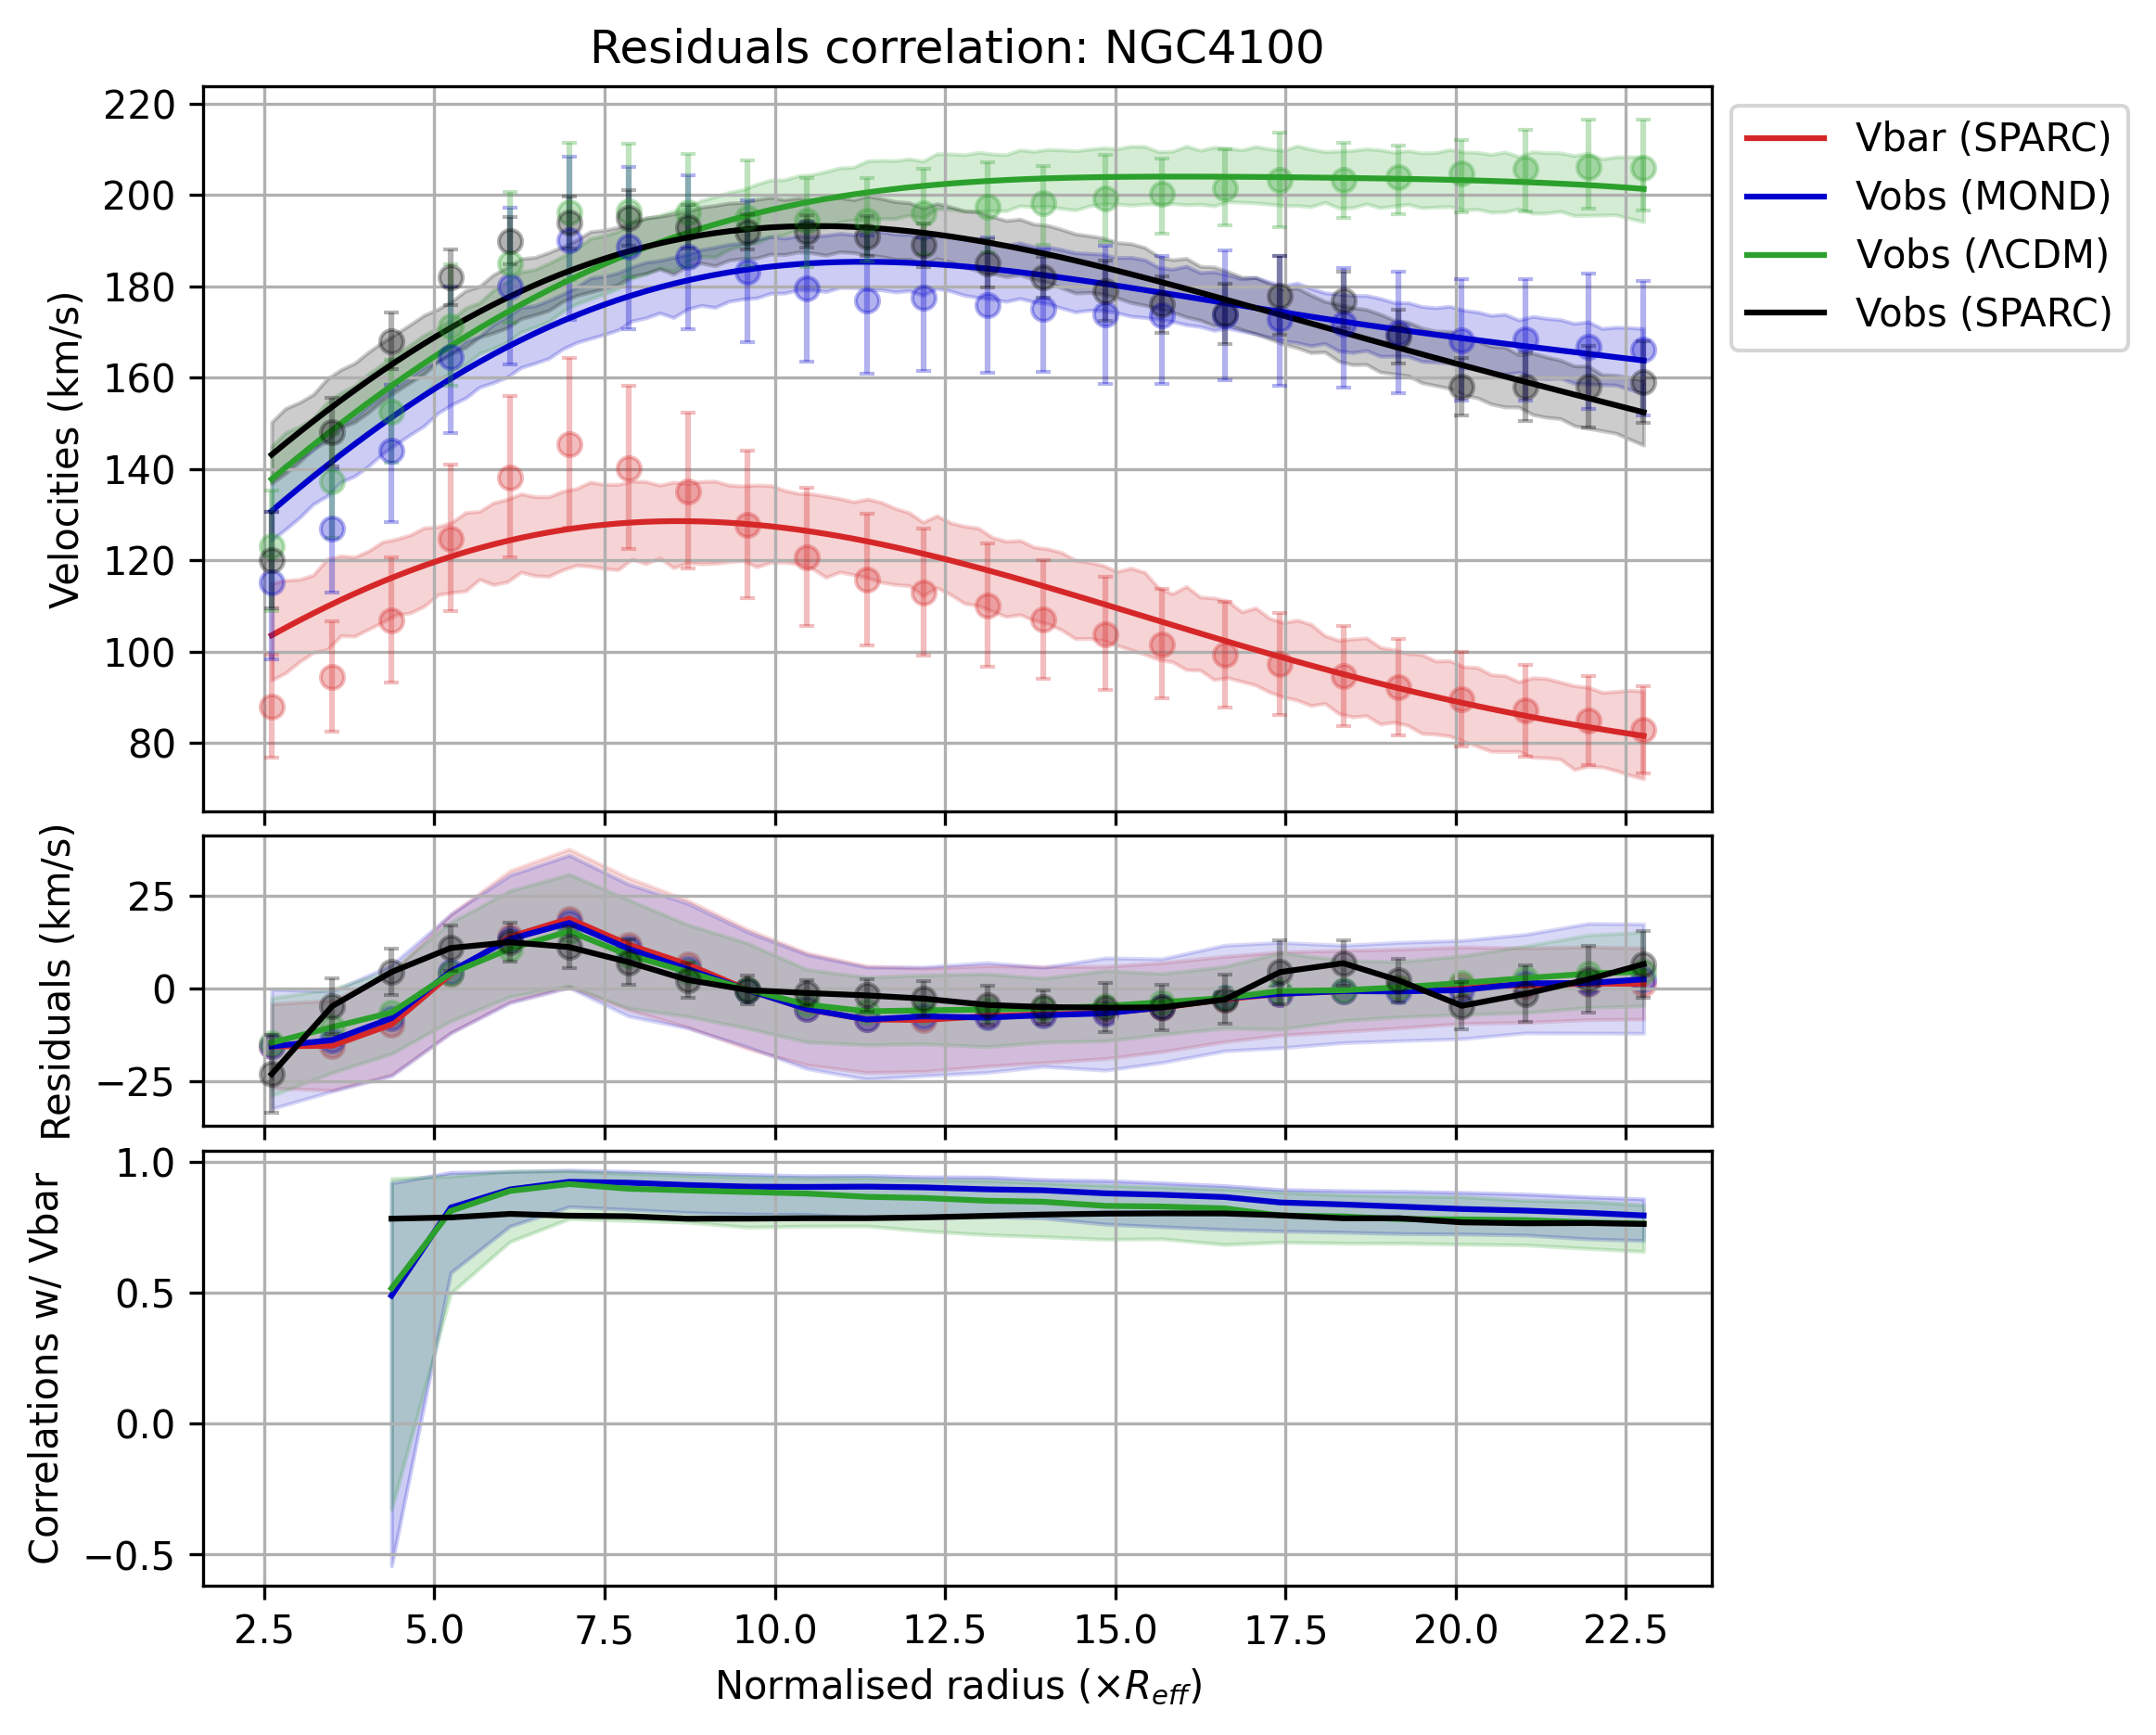 Residuals correlation: NGC4100
220
200
180
160
140
120
100
80
Velocities (km/s)
Vbar (SPARC)
Vobs (MOND)
Vobs (ΛCDM)
Vobs (SPARC)
25
0
−25
Residuals (km/s)
1.0
0.5
0.0
−0.5
Correlations w/ Vbar
2.5 5.0 7.5 10.0 12.5 15.0 17.5 20.0 22.5
Normalised radius (×R_eff)